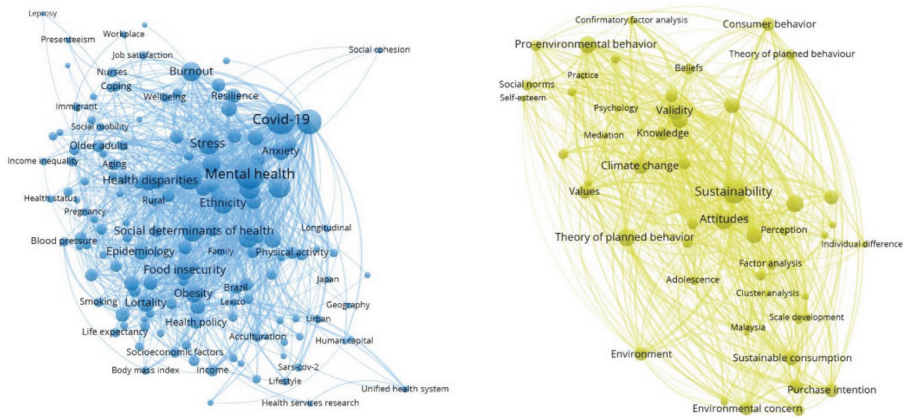 Leprosy
Presenteeism
Workplace
Job satisfaction
Social cohesion
Nurses
Burnout
Coping
Wellbeing
Resilience
Immigrant
Covid-19
Social mobility
Stress
Older adults
Anxiety
Income inequality
Aging
Mental health
Health disparities
Health status
Rural
Ethnicity
Pregnancy
Longitudinal
Social determinants of health
Blood pressure
Epidemiology
Family
Physical activity
Food insecurity
Japan
Brazil
Obesity
Smoking
Lortality
Lexico
Geography
Urban
Health policy
Life expectancy
Acculturation
Human capital
Socioeconomic factors
Sars-cov-2
Body mass index
Income
Lifestyle
Unified health system
Health services research
Confirmatory factor analysis
Consumer behavior
Pro-environmental behavior
Theory of planned behaviour
Beliefs
Practice
Social norms
Self-esteem
Psychology
Validity
Mediation
Knowledge
Climate change
Values
Sustainability
Attitudes
Perception
Theory of planned behavior
Individual difference
Factor analysis
Adolescence
Cluster analysis
Scale development
Malaysia
Environment
Sustainable consumption
Purchase intention
Environmental concern